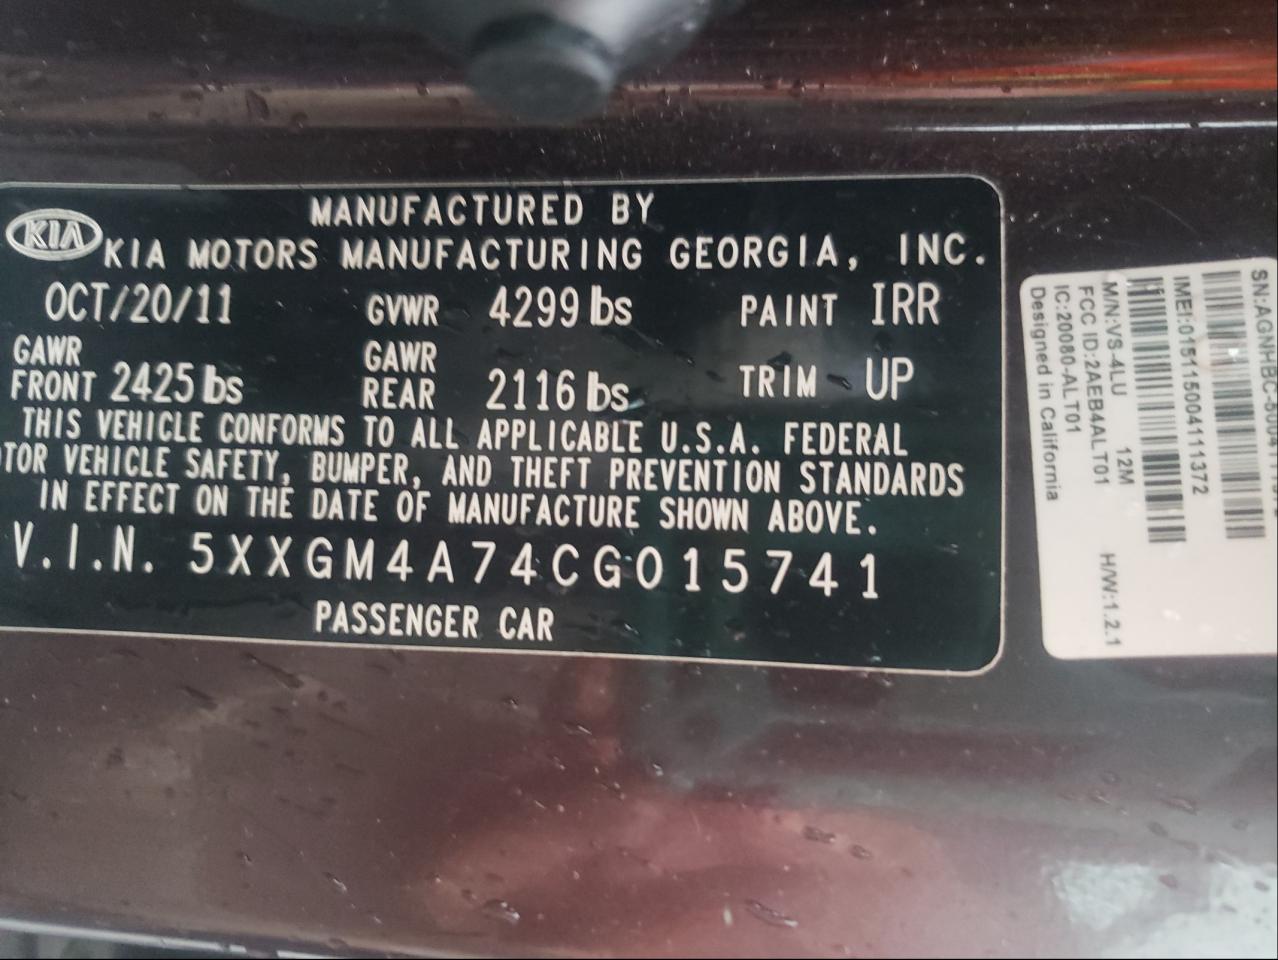 MANUFACTURED BY
KIA
KIA MOTORS MANUFACTURING GEORGIA, INC.
OCT/20/11 GVWR 4299 lbs PAINT IRR
GAWR FRONT 2425 lbs GAWR REAR 2116 lbs TRIM UP
THIS VEHICLE CONFORMS TO ALL APPLICABLE U.S.A. FEDERAL
VEHICLE SAFETY, BUMPER, AND THEFT PREVENTION STANDARDS
IN EFFECT ON THE DATE OF MANUFACTURE SHOWN ABOVE.
V.I.N. 5XXGM4A74CG015741
PASSENGER CAR
IMEI:015115004111372
M/N:VS-4LU 12M H/W:1.2.1
FCC ID:2AEB4ALT01
IC:20080-ALT01
Designed in California